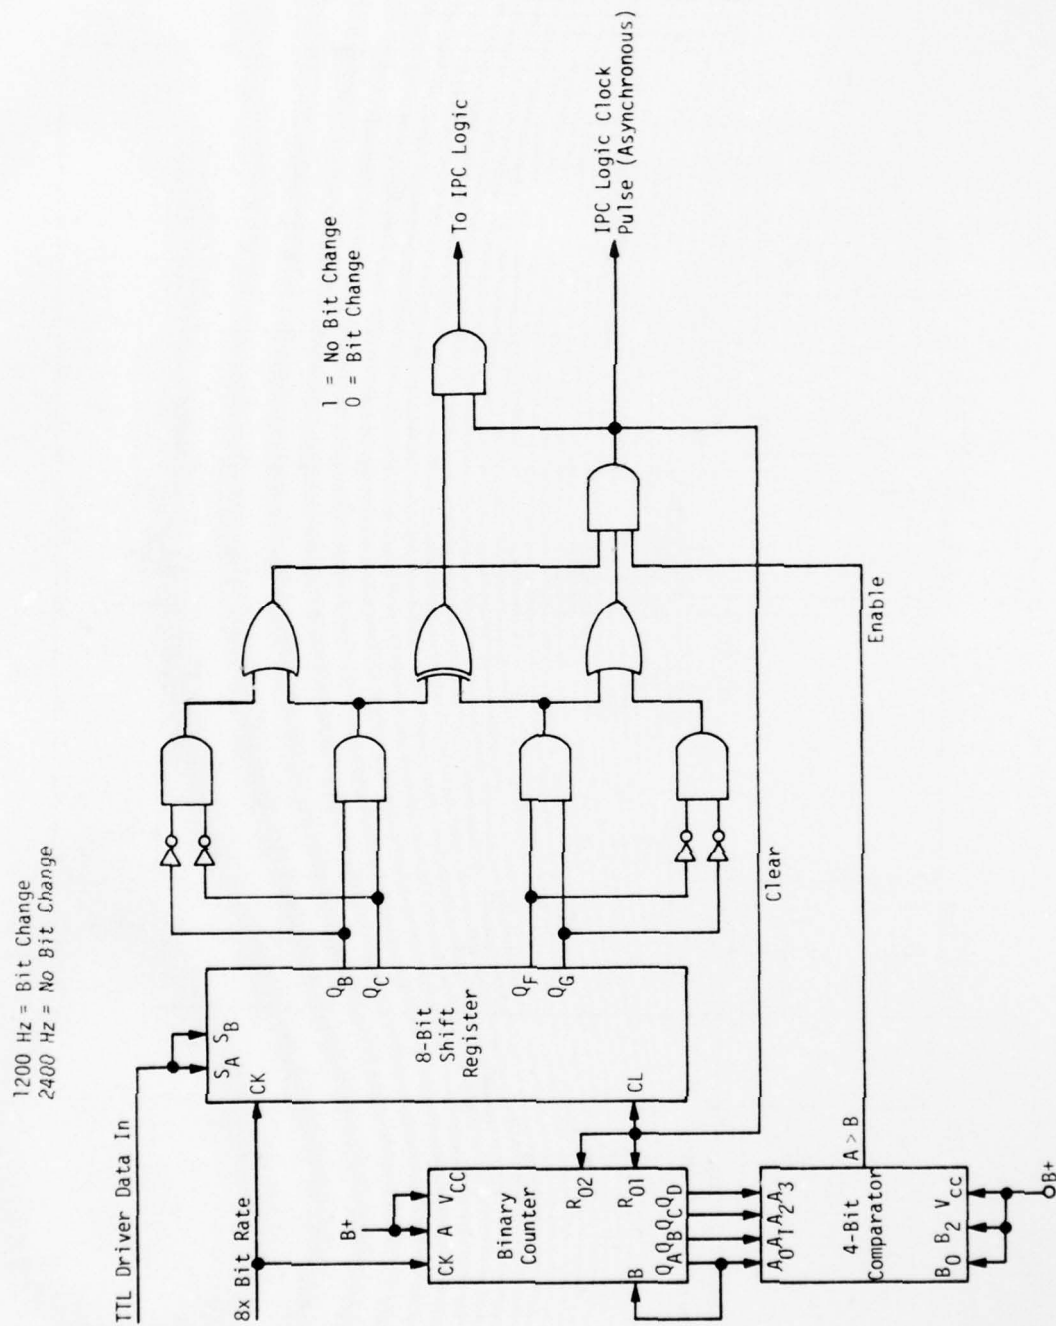 1200 Hz = Bit Change
2400 Hz = No Bit Change
TTL Driver Data In
8x Bit Rate
S_A S_B
CK
8-Bit
Shift
Register
CL
Q_B
Q_C
Q_F
Q_G
B+
CK A V_CC
Binary
Counter
B
R_02
R_01
Q_A Q_B Q_C Q_D
A_0 A_1 A_2 A_3
4-Bit
Comparator
A > B
B_0 B_2 V_cc
B+
Clear
Enable
1 = No Bit Change
0 = Bit Change
To IPC Logic
IPC Logic Clock
Pulse (Asynchronous)